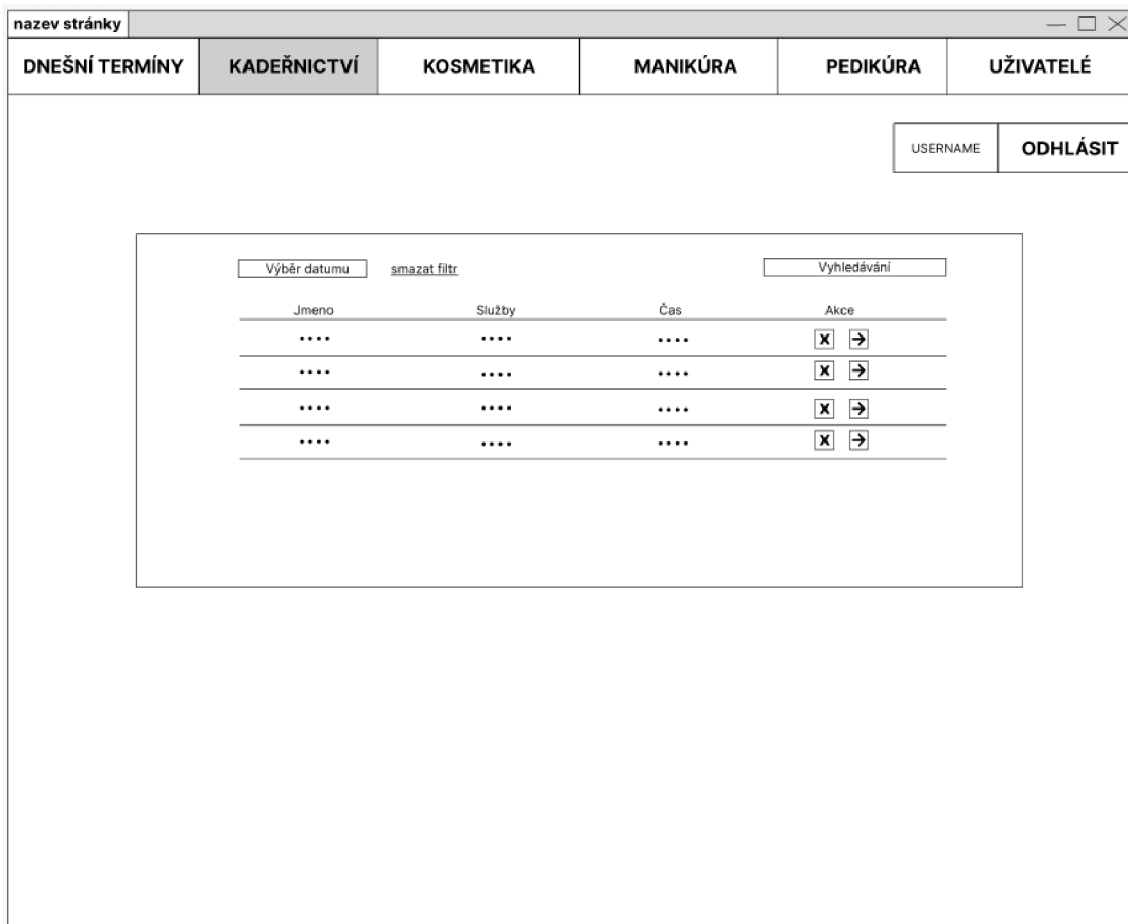 nazev stránky
DNEŠNÍ TERMÍNY KADEŘNICTVÍ KOSMETIKA MANIKÚRA PEDIKÚRA UŽIVATELÉ
USERNAME ODHLÁSIT
Výběr datumu smazat filtr Vyhledávání
Jmeno Služby Čas Akce
•••• •••• •••• X →
•••• •••• •••• X →
•••• •••• •••• X →
•••• •••• •••• X →